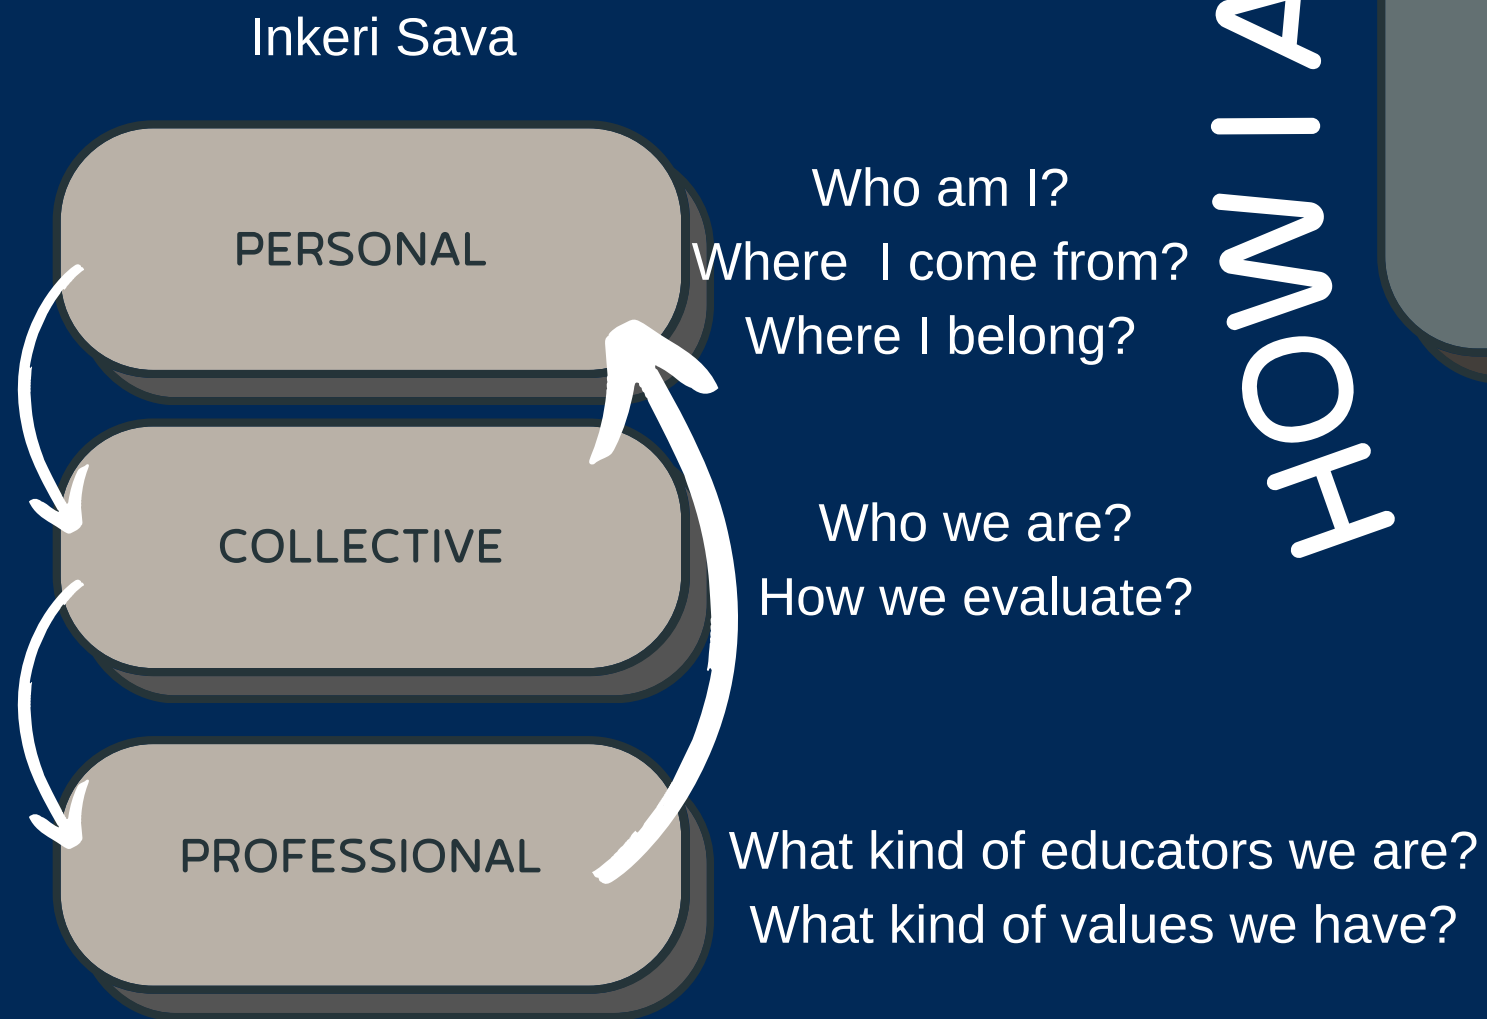 Inkeri Sava
PERSONAL
Who am I?
Where  I come from?
Where I belong?
COLLECTIVE
Who we are?
How we evaluate?
PROFESSIONAL
What kind of educators we are?
What kind of values we have?
HOW I A